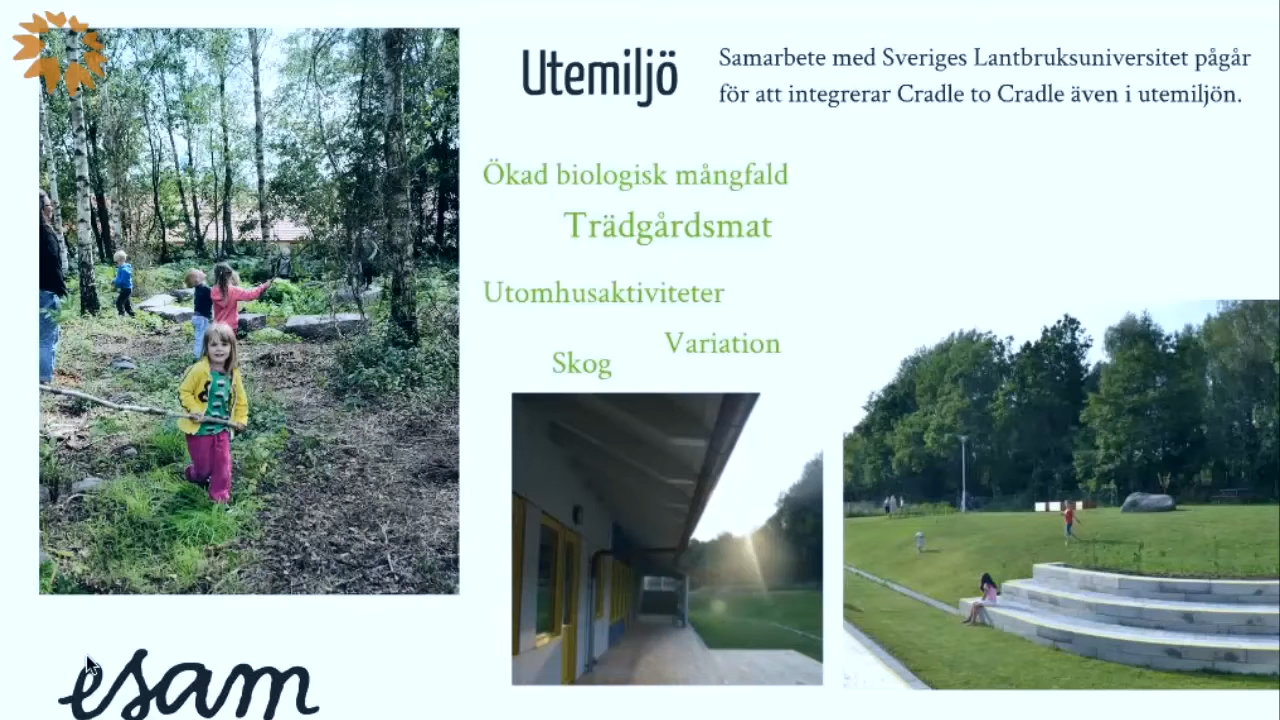 Utemiljö
Samarbete med Sveriges Lantbruksuniversitet pågår
för att integrerar Cradle to Cradle även i utemiljön.
Ökad biologisk mångfald
Trädgårdsmat
Utomhusaktiviteter
Variation
Skog
esam